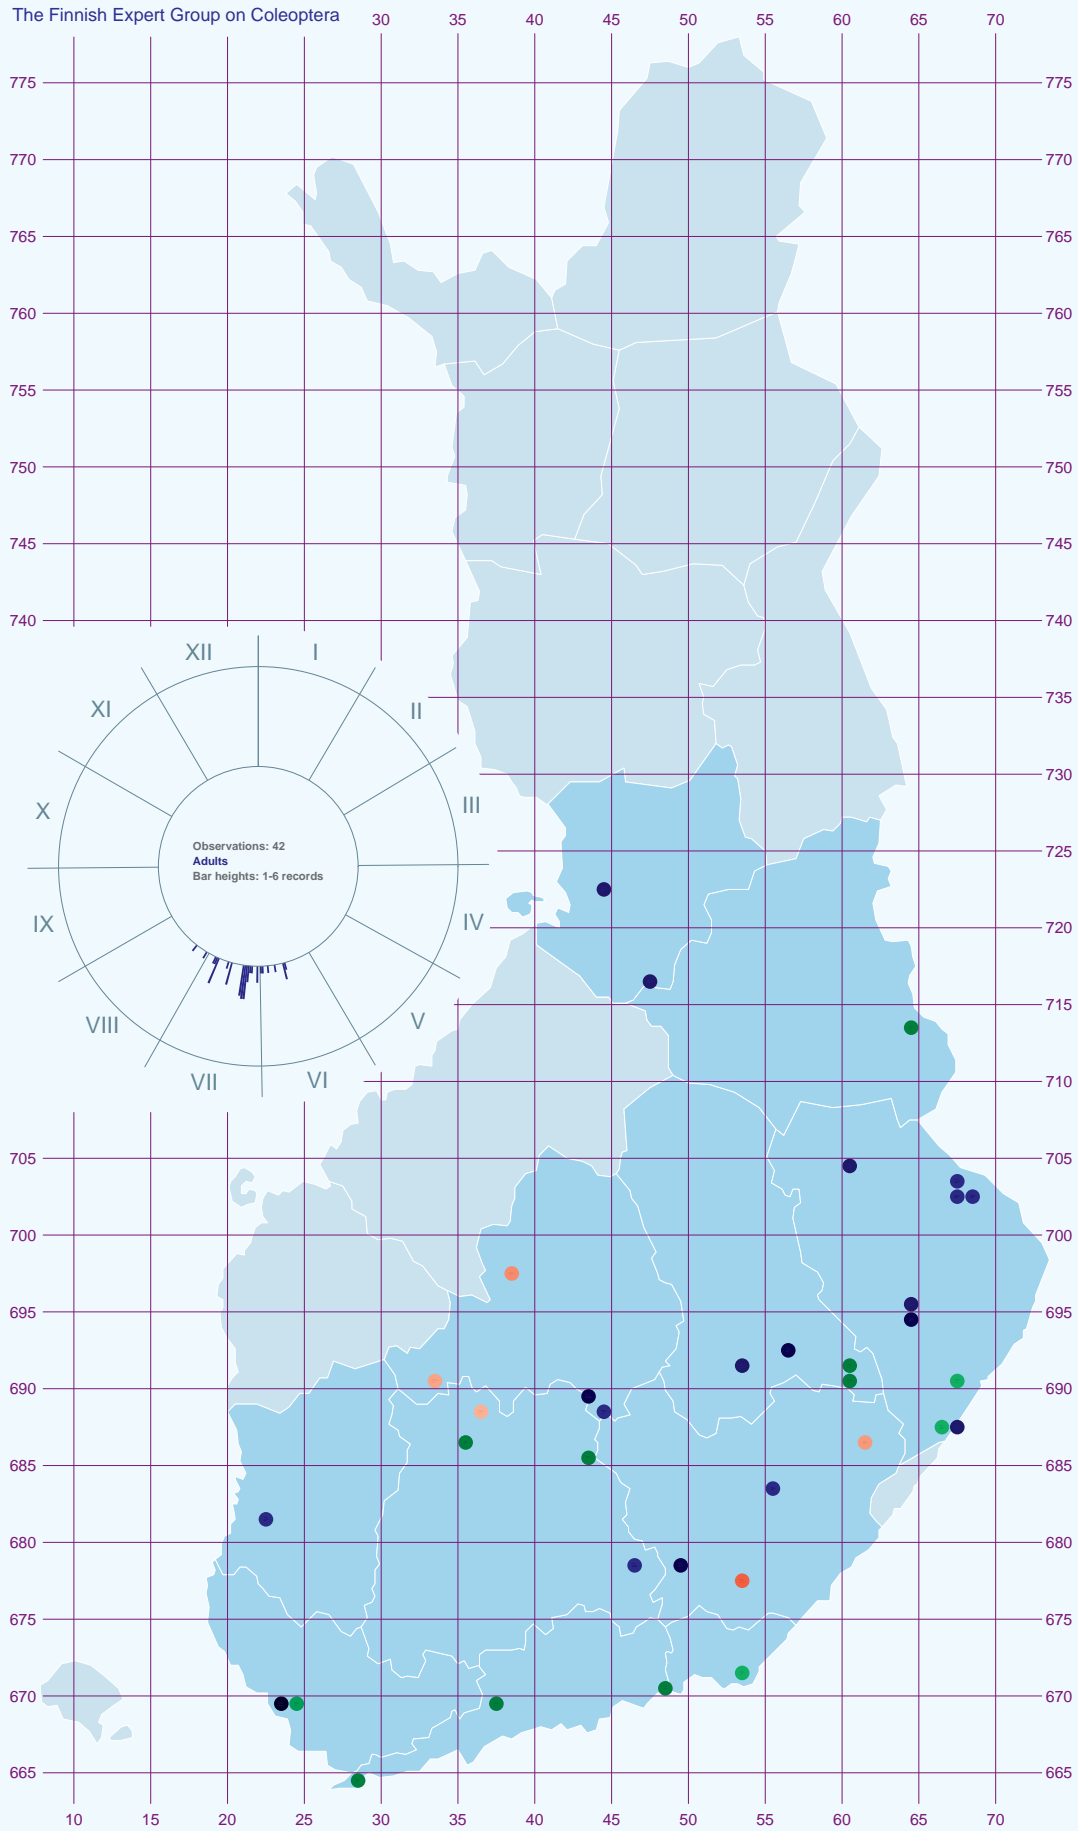 The Finnish Expert Group on Coleoptera
30 35 40 45 50 55 60 65 70
775 775
770 770
765 765
760 760
755 755
750 750
745 745
740 740
735
730
725
720
715
710
705 705
700 700
695 695
690 690
685 685
680 680
675 675
670 670
665 665
10 15 20 25 30 35 40 45 50 55 60 65 70
XII I
XI II
X III
IX IV
VIII V
VII VI
Observations: 42
Adults
Bar heights: 1-6 records